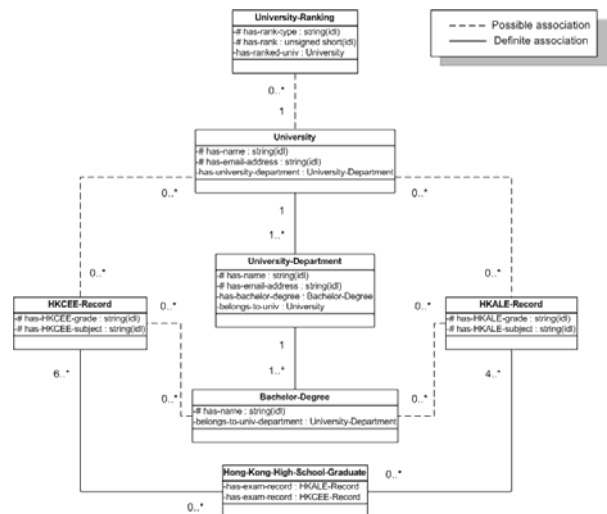 University-Ranking
-# has-rank-type : string(idl)
-# has-rank : unsigned short(idl)
-has-ranked-univ : University
Possible association
Definite association
0..*
1
University
-# has-name : string(idl)
-# has-email-address : string(idl)
-has-university-department : University-Department
0..*
0..*
1
1..*
University-Department
-# has-name : string(idl)
-# has-email-address : string(idl)
-has-bachelor-degree : Bachelor-Degree
-belongs-to-univ : University
0..*
0..*
HKCEE-Record
-# has-HKCEE-grade : string(idl)
-# has-HKCEE-subject : string(idl)
0..*
0..*
HKALE-Record
-# has-HKALE-grade : string(idl)
-# has-HKALE-subject : string(idl)
1
6..*
1..*
4..*
0..*
0..*
Bachelor-Degree
-# has-name : string(idl)
-belongs-to-univ-department : University-Department
Hong-Kong-High-School-Graduate
-has-exam-record : HKALE-Record
-has-exam-record : HKCEE-Record
0..*
0..*